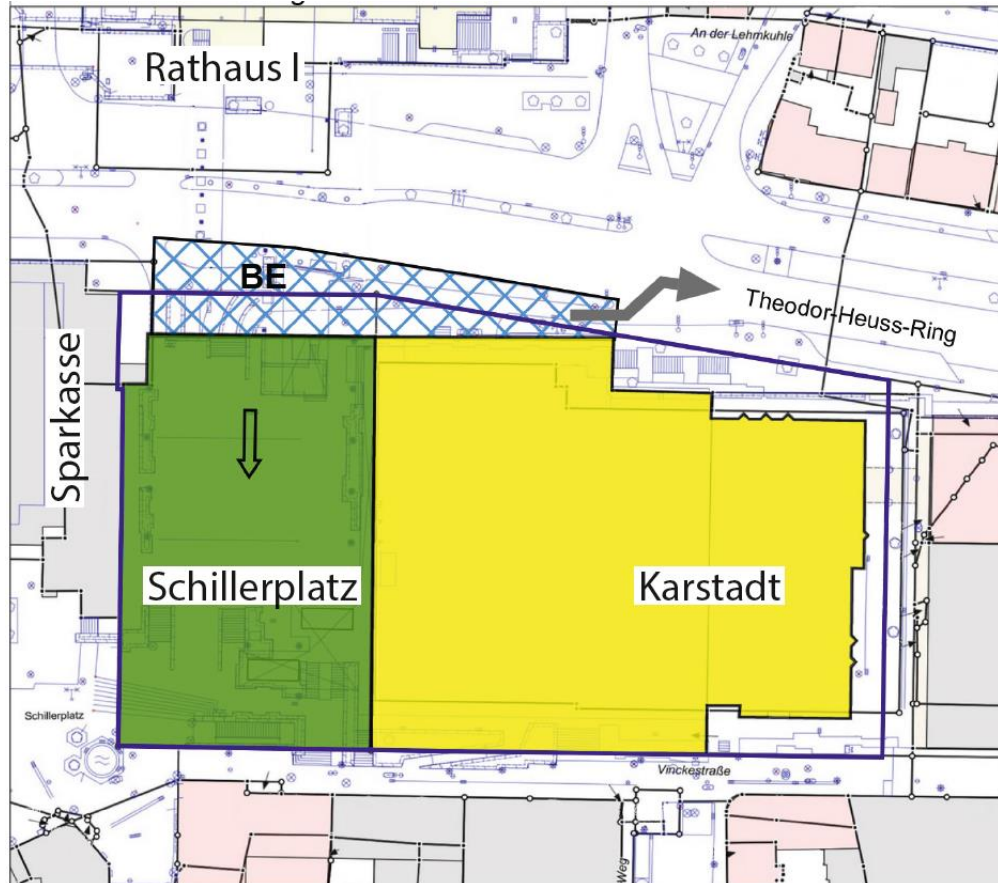 An der Lehmkuhle
Rathaus I
BE
Theodor-Heuss-Ring
Sparkasse
Schillerplatz
Karstadt
Schillerplatz
Vinckestraße
Weg